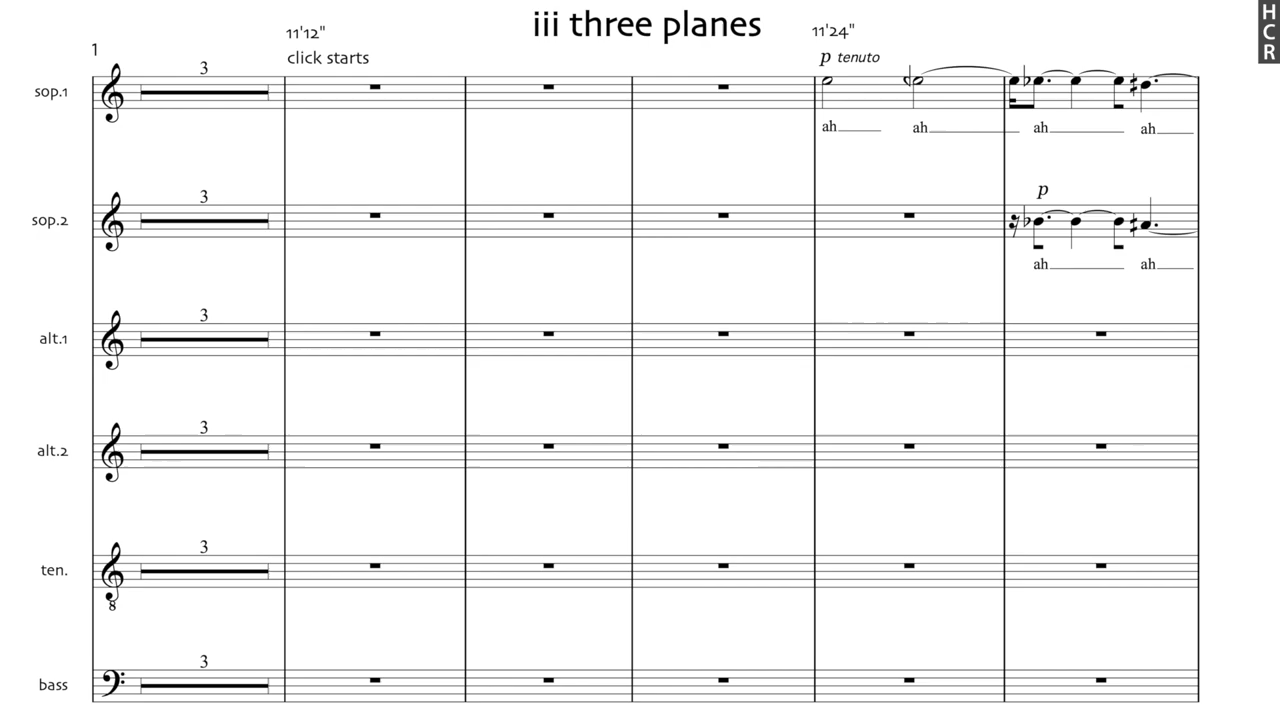 iii three planes
H
C
R
11'12"
11'24"
1
click starts
p tenuto
3
sop.1
ah ah ah ah
p
3
sop.2
ah ah
3
alt.1
3
alt.2
3
ten.
8
3
bass